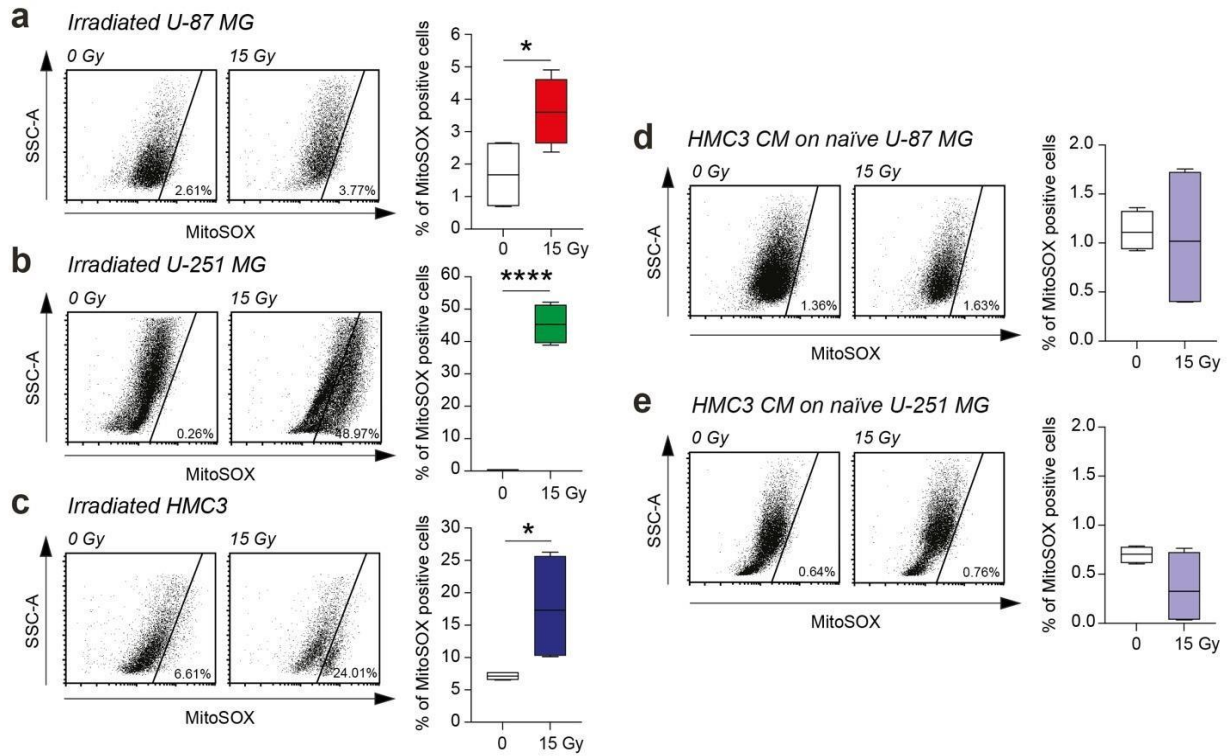 a Irradiated U-87 MG
0 Gy 15 Gy
SSC-A
2.61% 3.77%
MitoSOX
% of MitoSOX positive cells
6
5
4
3
2
1
0
*
0 15 Gy
b Irradiated U-251 MG
0 Gy 15 Gy
SSC-A
0.26% 48.97%
MitoSOX
% of MitoSOX positive cells
60
50
40
30
20
10
0
****
0 15 Gy
c Irradiated HMC3
0 Gy 15 Gy
SSC-A
6.61% 24.01%
MitoSOX
% of MitoSOX positive cells
30
25
20
15
10
5
0
*
0 15 Gy
d HMC3 CM on naïve U-87 MG
0 Gy 15 Gy
SSC-A
1.36% 1.63%
MitoSOX
% of MitoSOX positive cells
2.0
1.5
1.0
0.5
0.0
0 15 Gy
e HMC3 CM on naïve U-251 MG
0 Gy 15 Gy
SSC-A
0.64% 0.76%
MitoSOX
% of MitoSOX positive cells
2.0
1.5
1.0
0.5
0.0
0 15 Gy